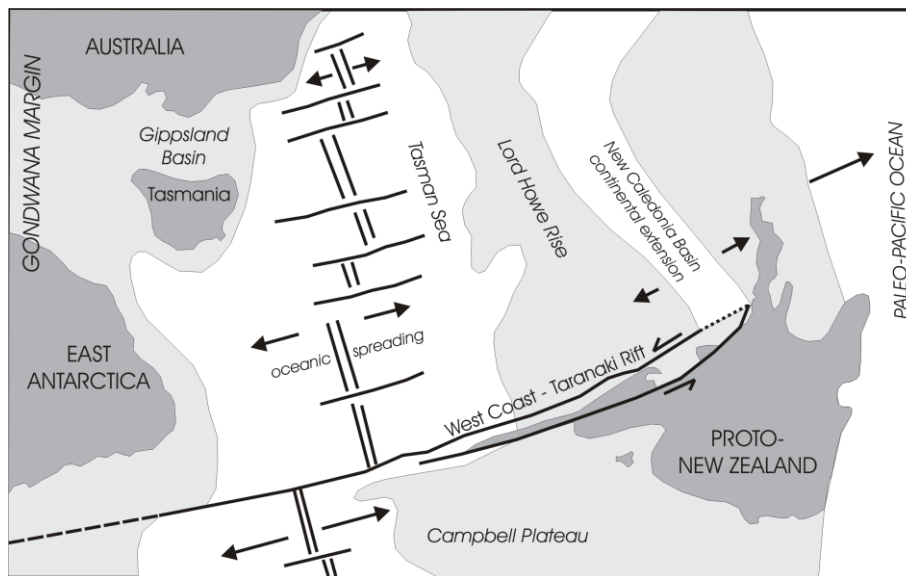 AUSTRALIA
GONDWANA MARGIN
Gippsland
Basin
Tasmania
Tasman Sea
Lord Howe Rise
New Caledonia Basin
continental extension
PALEO-PACIFIC OCEAN
EAST
ANTARCTICA
oceanic
spreading
West Coast - Taranaki Rift
PROTO-
NEW ZEALAND
Campbell Plateau